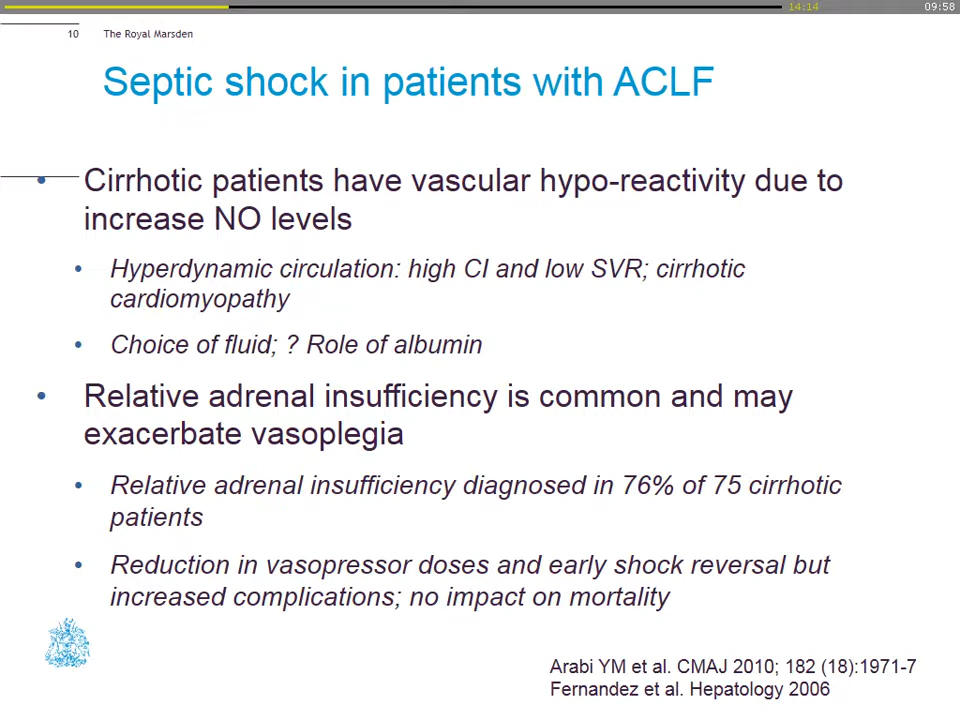 14:14
09:58
10 The Royal Marsden
Septic shock in patients with ACLF
• Cirrhotic patients have vascular hypo-reactivity due to
increase NO levels
• Hyperdynamic circulation: high CI and low SVR; cirrhotic
cardiomyopathy
• Choice of fluid; ? Role of albumin
• Relative adrenal insufficiency is common and may
exacerbate vasoplegia
• Relative adrenal insufficiency diagnosed in 76% of 75 cirrhotic
patients
• Reduction in vasopressor doses and early shock reversal but
increased complications; no impact on mortality
Arabi YM et al. CMAJ 2010; 182 (18):1971-7
Fernandez et al. Hepatology 2006